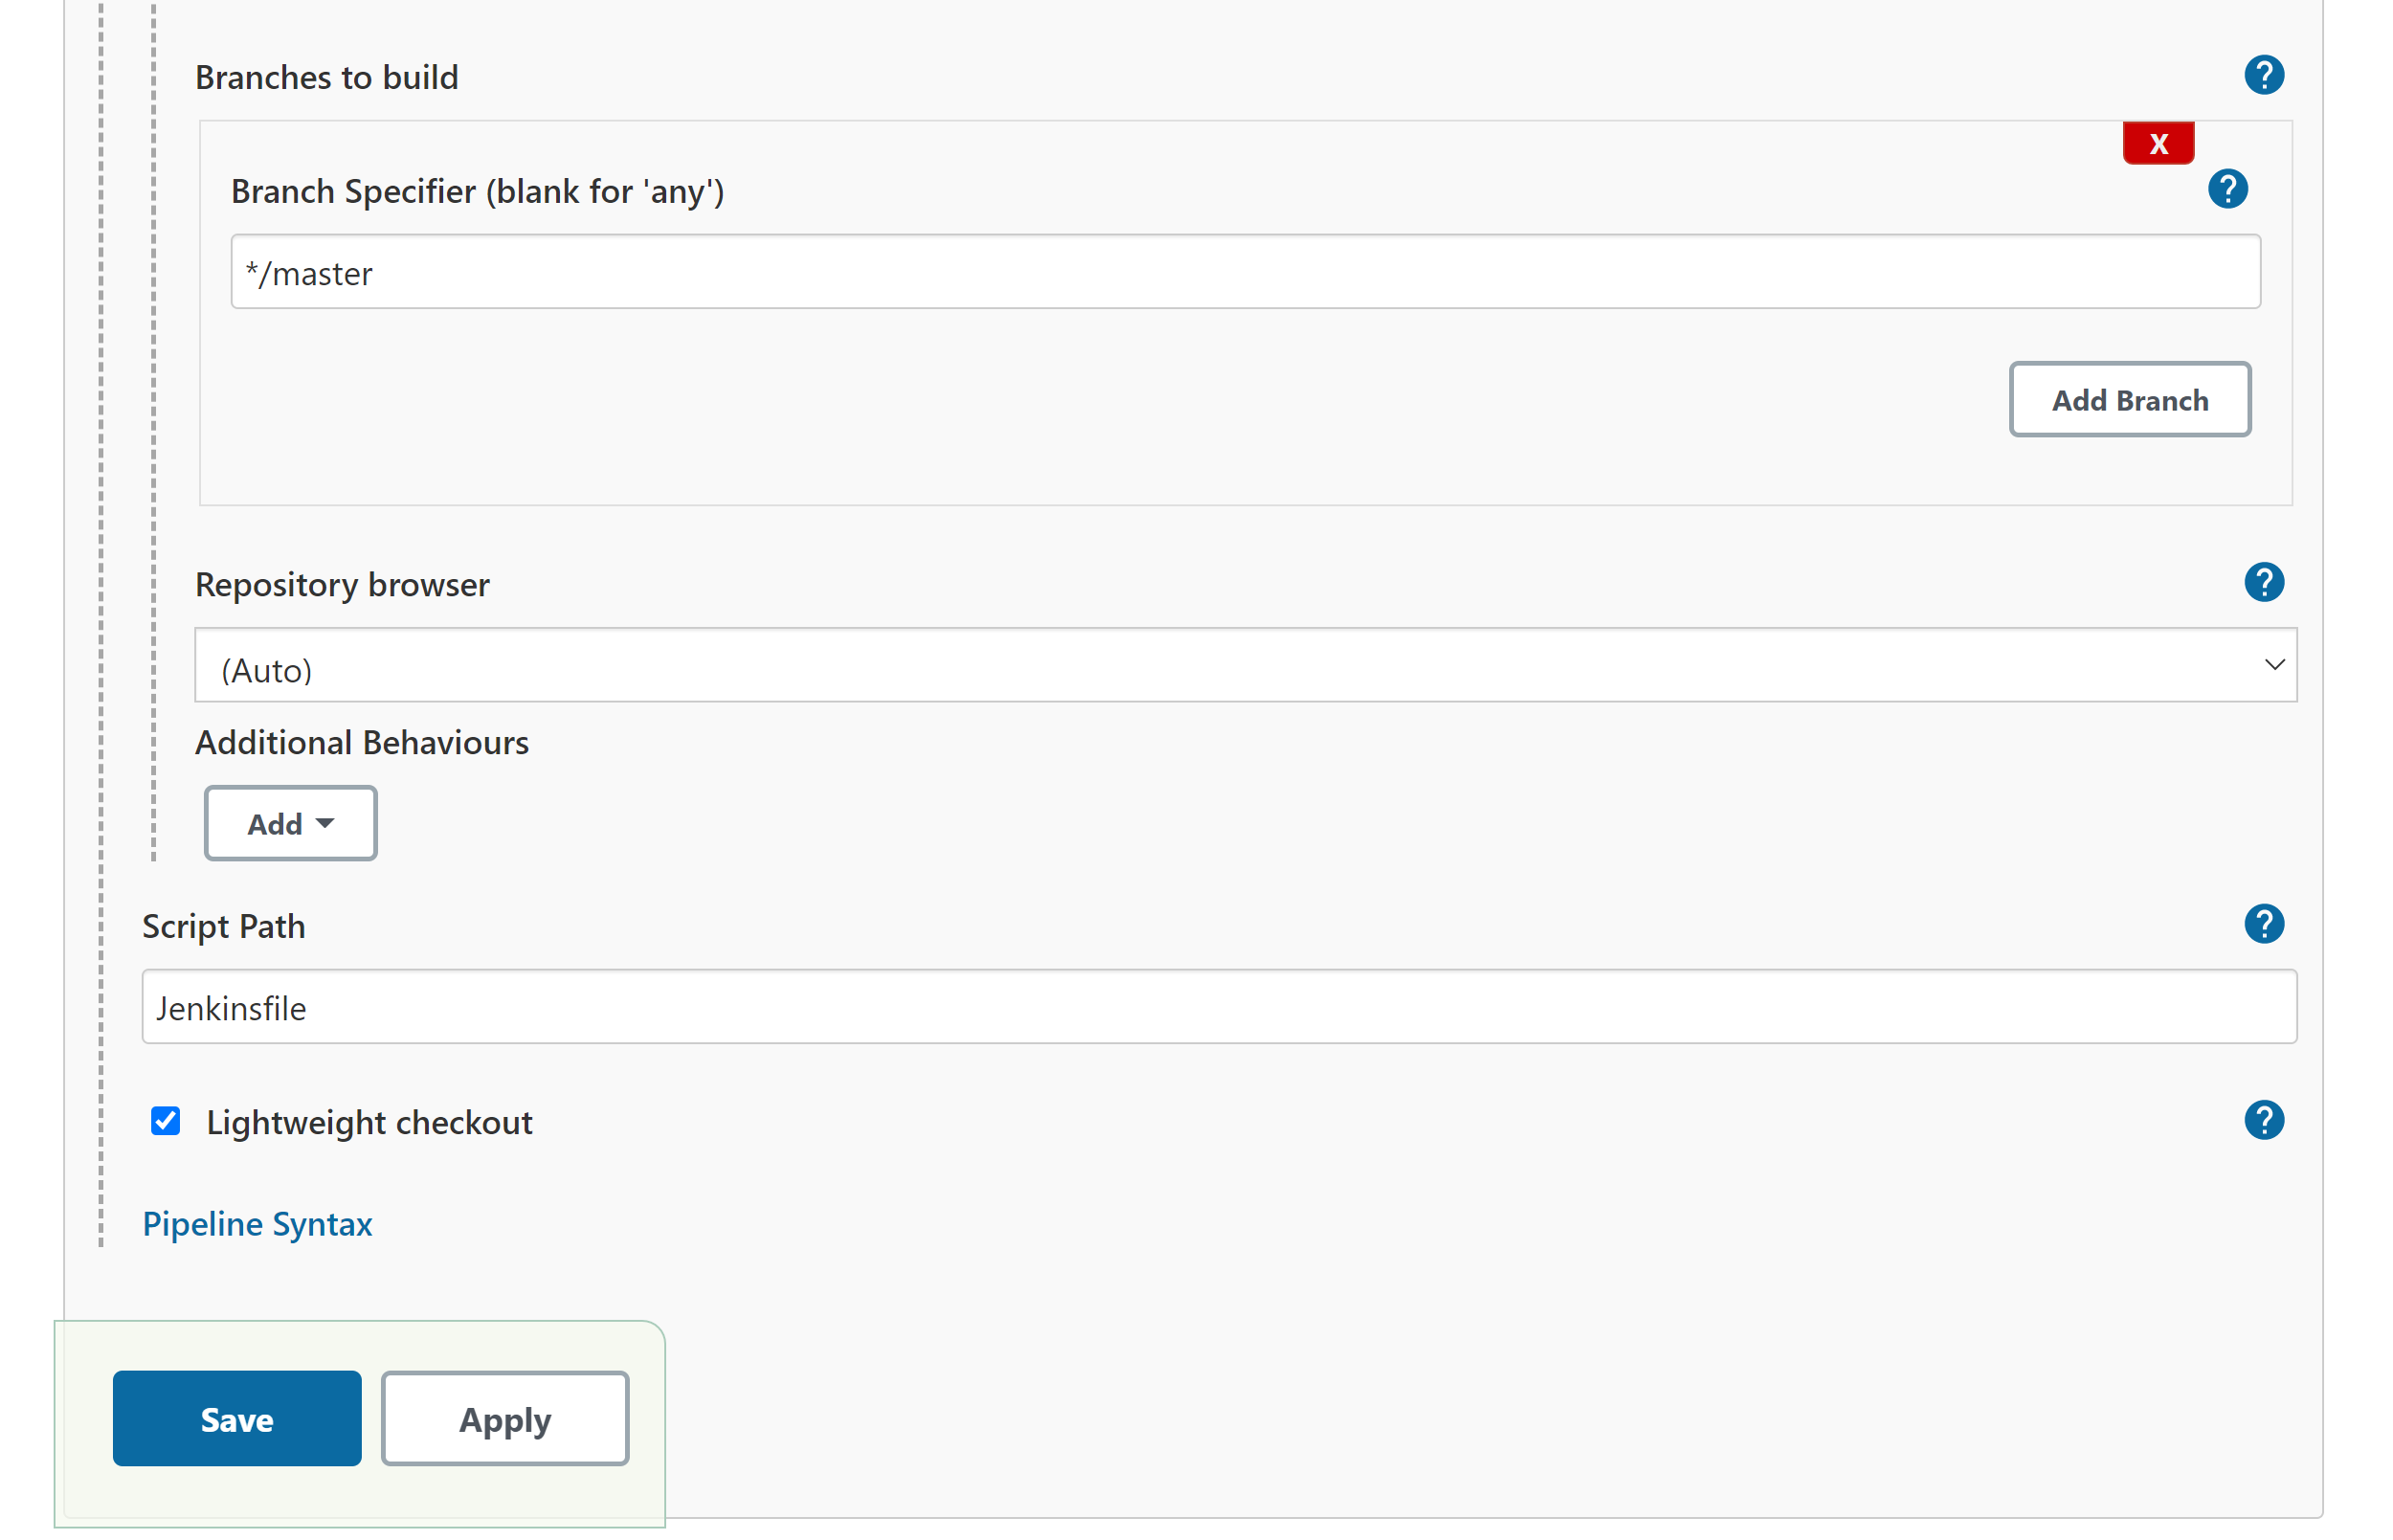 Branches to build
?
X
Branch Specifier (blank for 'any')
?
*/master
Add Branch
Repository browser
?
(Auto)
Additional Behaviours
Add
Script Path
?
Jenkinsfile
Lightweight checkout
?
Pipeline Syntax
Save Apply